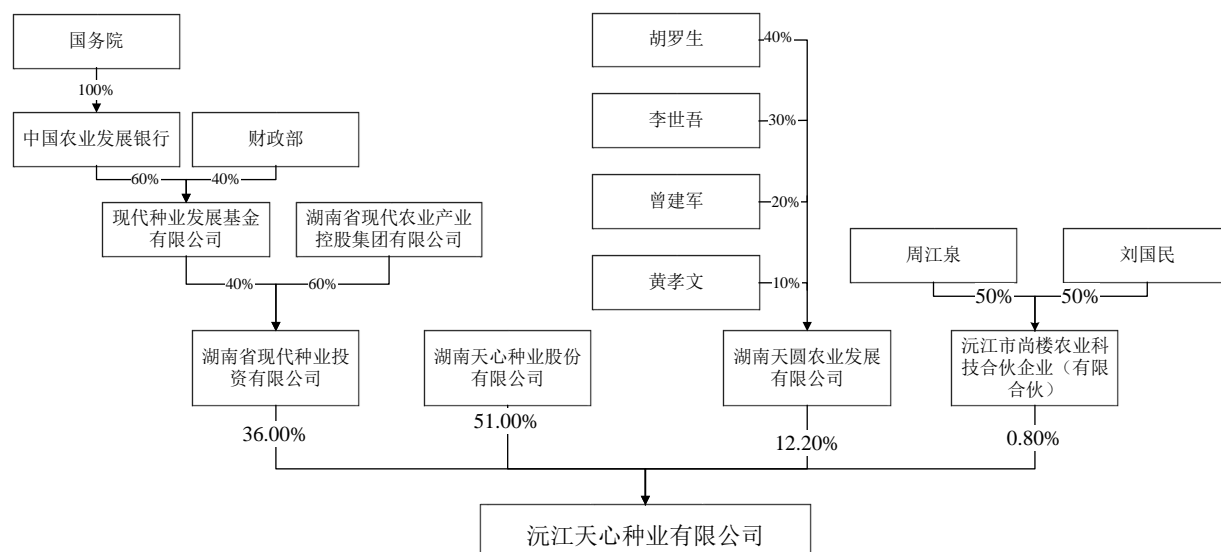 国务院
胡罗生
40%
100%
中国农业发展银行
财政部
李世吾
30%
60%
40%
现代种业发展基金
有限公司
湖南省现代农业产业
控股集团有限公司
曾建军
20%
周江泉
刘国民
40%
60%
黄孝文
10%
50%
50%
湖南省现代种业投
资有限公司
湖南天心种业股份
有限公司
湖南天圆农业发展
有限公司
沅江市尚楼农业科
技合伙企业（有限
合伙）
36.00%
51.00%
12.20%
0.80%
沅江天心种业有限公司